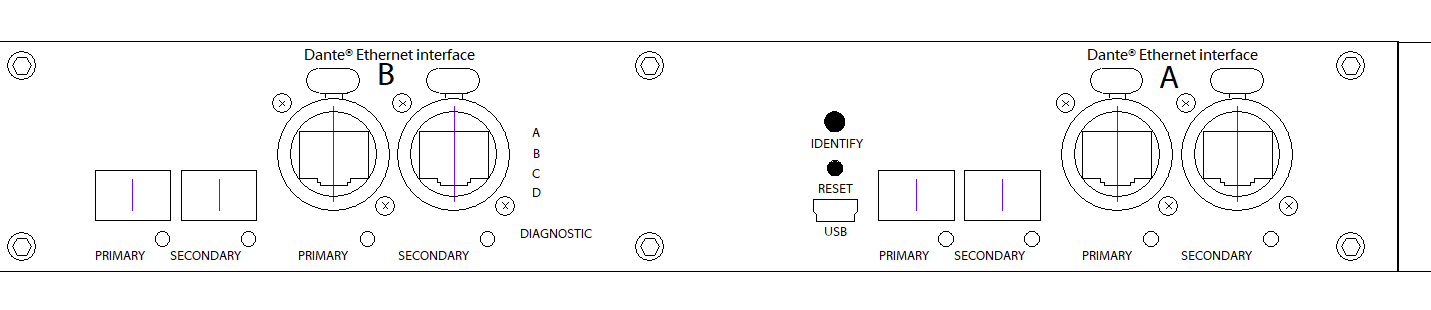 Dante® Ethernet interface
B
A
B
C
D
DIAGNOSTIC
PRIMARY
SECONDARY
PRIMARY
SECONDARY
IDENTIFY
RESET
USB
Dante® Ethernet interface
A
PRIMARY
SECONDARY
PRIMARY
SECONDARY